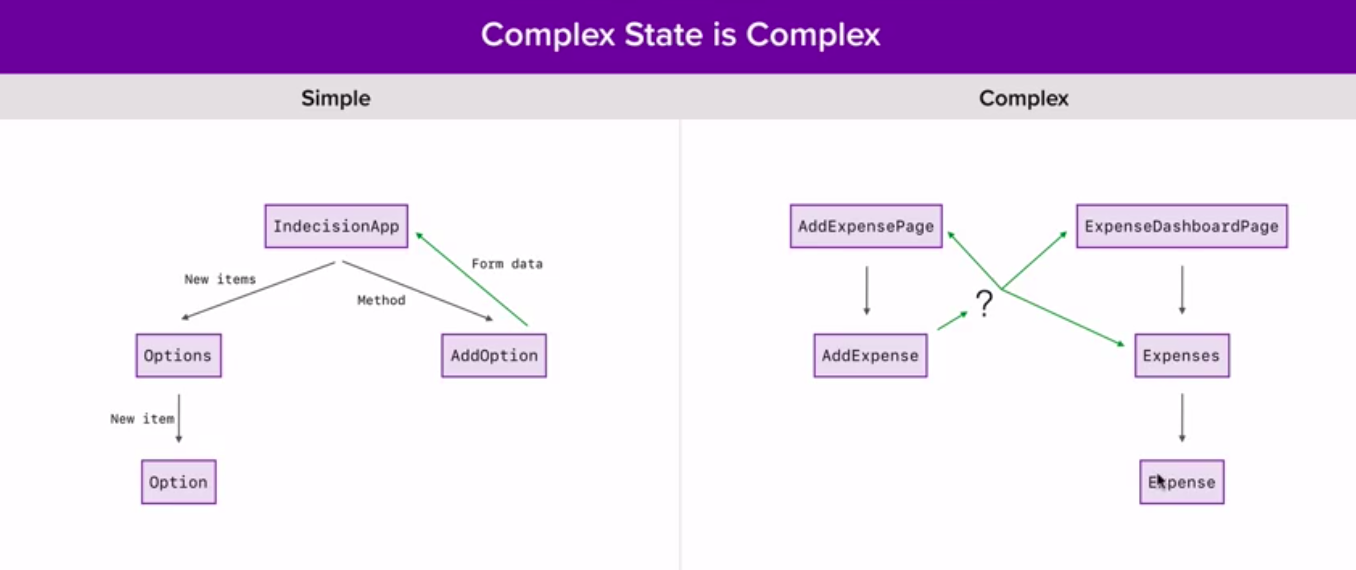 Complex State is Complex
Simple
Complex
IndecisionApp
New items
Method
Form data
Options
AddOption
New item
Option
AddExpensePage
ExpenseDashboardPage
?
AddExpense
Expenses
Expense